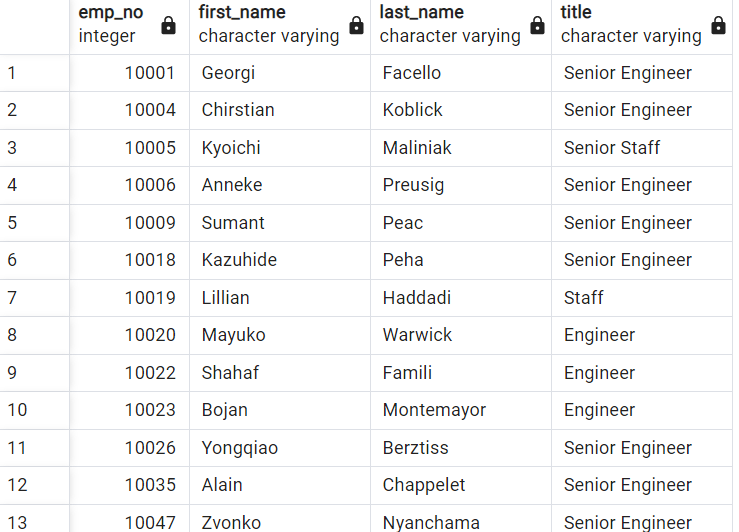 emp_no first_name last_name title
integer character varying character varying character varying
1 10001 Georgi Facello Senior Engineer
2 10004 Chirstian Koblick Senior Engineer
3 10005 Kyoichi Maliniak Senior Staff
4 10006 Anneke Preusig Senior Engineer
5 10009 Sumant Peac Senior Engineer
6 10018 Kazuhide Peha Senior Engineer
7 10019 Lillian Haddadi Staff
8 10020 Mayuko Warwick Engineer
9 10022 Shahaf Famili Engineer
10 10023 Bojan Montemayor Engineer
11 10026 Yongqiao Berztiss Senior Engineer
12 10035 Alain Chappelet Senior Engineer
13 10047 Zvonko Nyanchama Senior Engineer